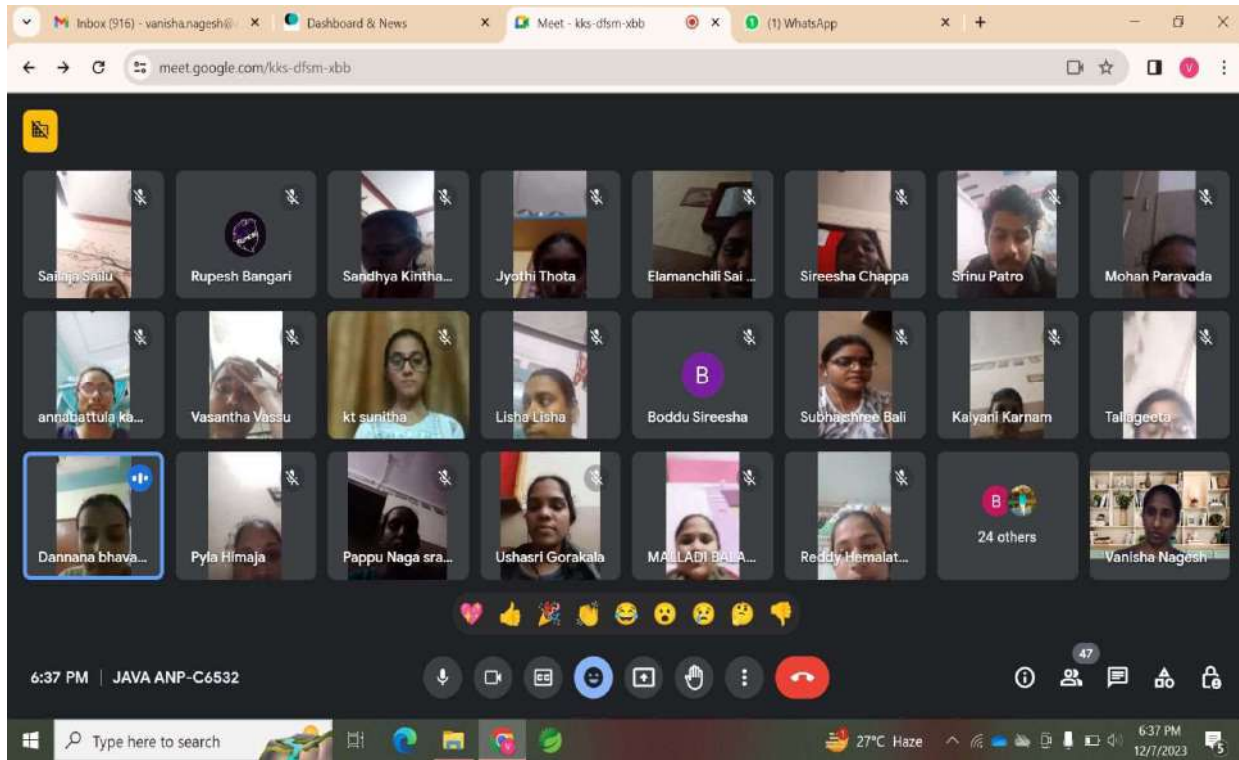 Inbox (916) - vanisha.nagesh@
Dashboard & News
Meet - kks-dfsm-xbb
(1) WhatsApp
meet.google.com/kks-dfsm-xbb
V
Sailaja Sailu
Rupesh Bangari
Sandhya Kintha...
Jyothi Thota
Elamanchili Sai ...
Sireesha Chappa
Srinu Patro
Mohan Paravada
annabattula ka...
Vasantha Vassu
kt sunitha
Lisha Lisha
B
Boddu Sireesha
Subhashree Bali
Kalyani Karnam
Tallageeta
Dannana bhava...
Pyla Himaja
Pappu Naga sra...
Ushasri Gorakala
MALLADI BALA...
Reddy Hemalat...
B
24 others
Vanisha Nagesh
6:37 PM | JAVA ANP-C6532
47
Type here to search
27°C Haze
6:37 PM
12/7/2023
5